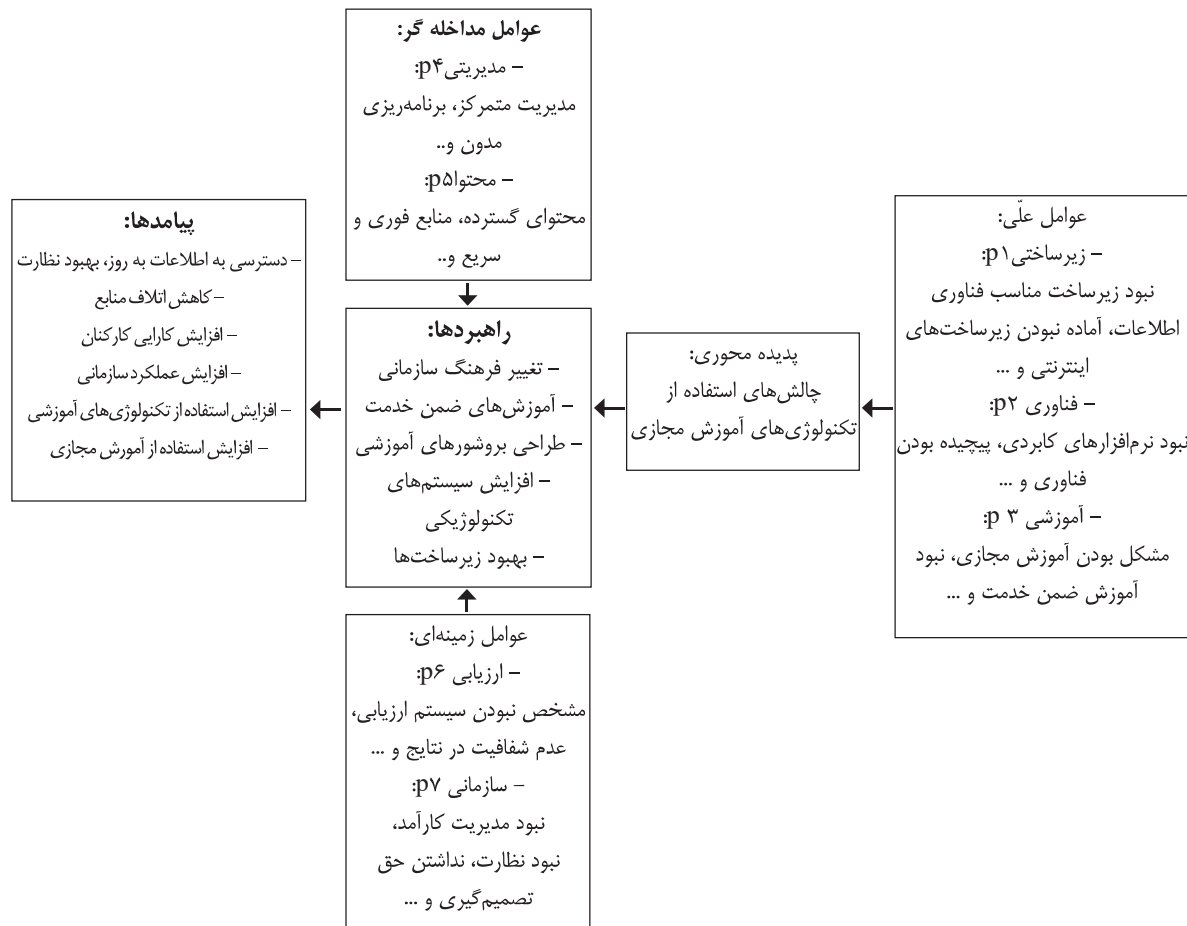 عوامل مداخله گر:
– مدیریتی p۴:
مدیریت متمرکز، برنامه‌ریزی
مدون و..
– محتوا p۵:
محتوای گسترده، منابع فوری و
سریع و..
عوامل علّی:
– زیرساختی p۱:
نبود زیرساخت مناسب فناوری
اطلاعات، آماده نبودن زیرساخت‌های
اینترنتی و ...
– فناوری p۲:
نبود نرم‌افزارهای کابردی، پیچیده بودن
فناوری و ...
– آموزشی p ۳:
مشکل بودن آموزش مجازی، نبود
آموزش ضمن خدمت و ...
پدیده محوری:
چالش‌های استفاده از
تکنولوژی‌های آموزش مجازی
راهبردها:
– تغییر فرهنگ سازمانی
– آموزش‌های ضمن خدمت
– طراحی بروشورهای آموزشی
– افزایش سیستم‌های
تکنولوژیکی
– بهبود زیرساخت‌ها
پیامدها:
– دسترسی به اطلاعات به روز، بهبود نظارت
– کاهش اتلاف منابع
– افزایش کارایی کارکنان
– افزایش عملکرد سازمانی
– افزایش استفاده از تکنولوژی‌های آموزشی
– افزایش استفاده از آمورش مجازی
عوامل زمینه‌ای:
– ارزیابی p۶:
مشخص نبودن سیستم ارزیابی،
عدم شفافیت در نتایج و ...
– سازمانی p۷:
نبود مدیریت کارآمد،
نبود نظارت، نداشتن حق
تصمیم‌گیری و ...